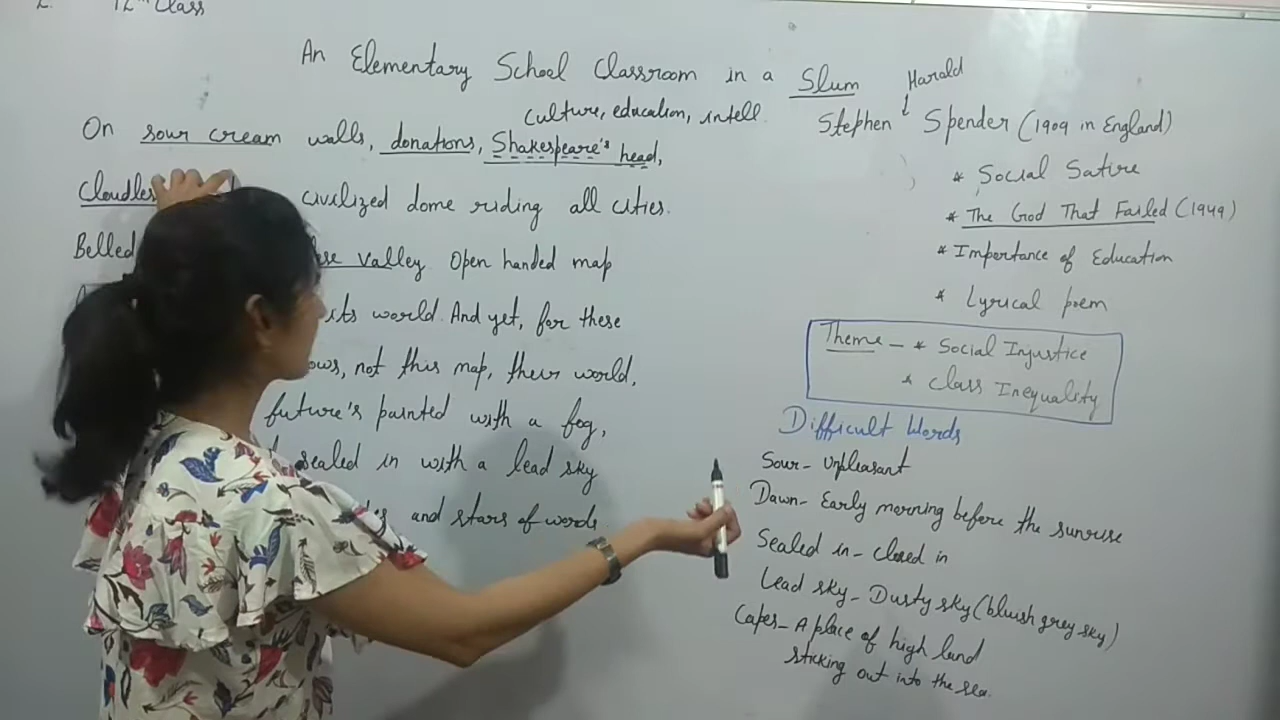 12th Class
An Elementary School Classroom in a Slum
Harald
culture, education, intell.
Stephen Spender (1909 in England)
On sour cream walls, donations, Shakespeare's head,
civilized dome riding all cities.
Belled valley Open handed map
its world. And yet, for these
not this map, their world,
future's painted with a fog,
sealed in with a lead sky
and stars of words.
* Social Satire
* The God That Failed (1949)
* Importance of Education
* Lyrical poem
Theme - * Social Injustice
* Class Inequality
Difficult Words
Sour - Unpleasant
Dawn - Early morning before the sunrise
Sealed in - closed in
Lead sky - Dusty sky (bluish grey sky)
Capes - A place of high land
sticking out into the sea.